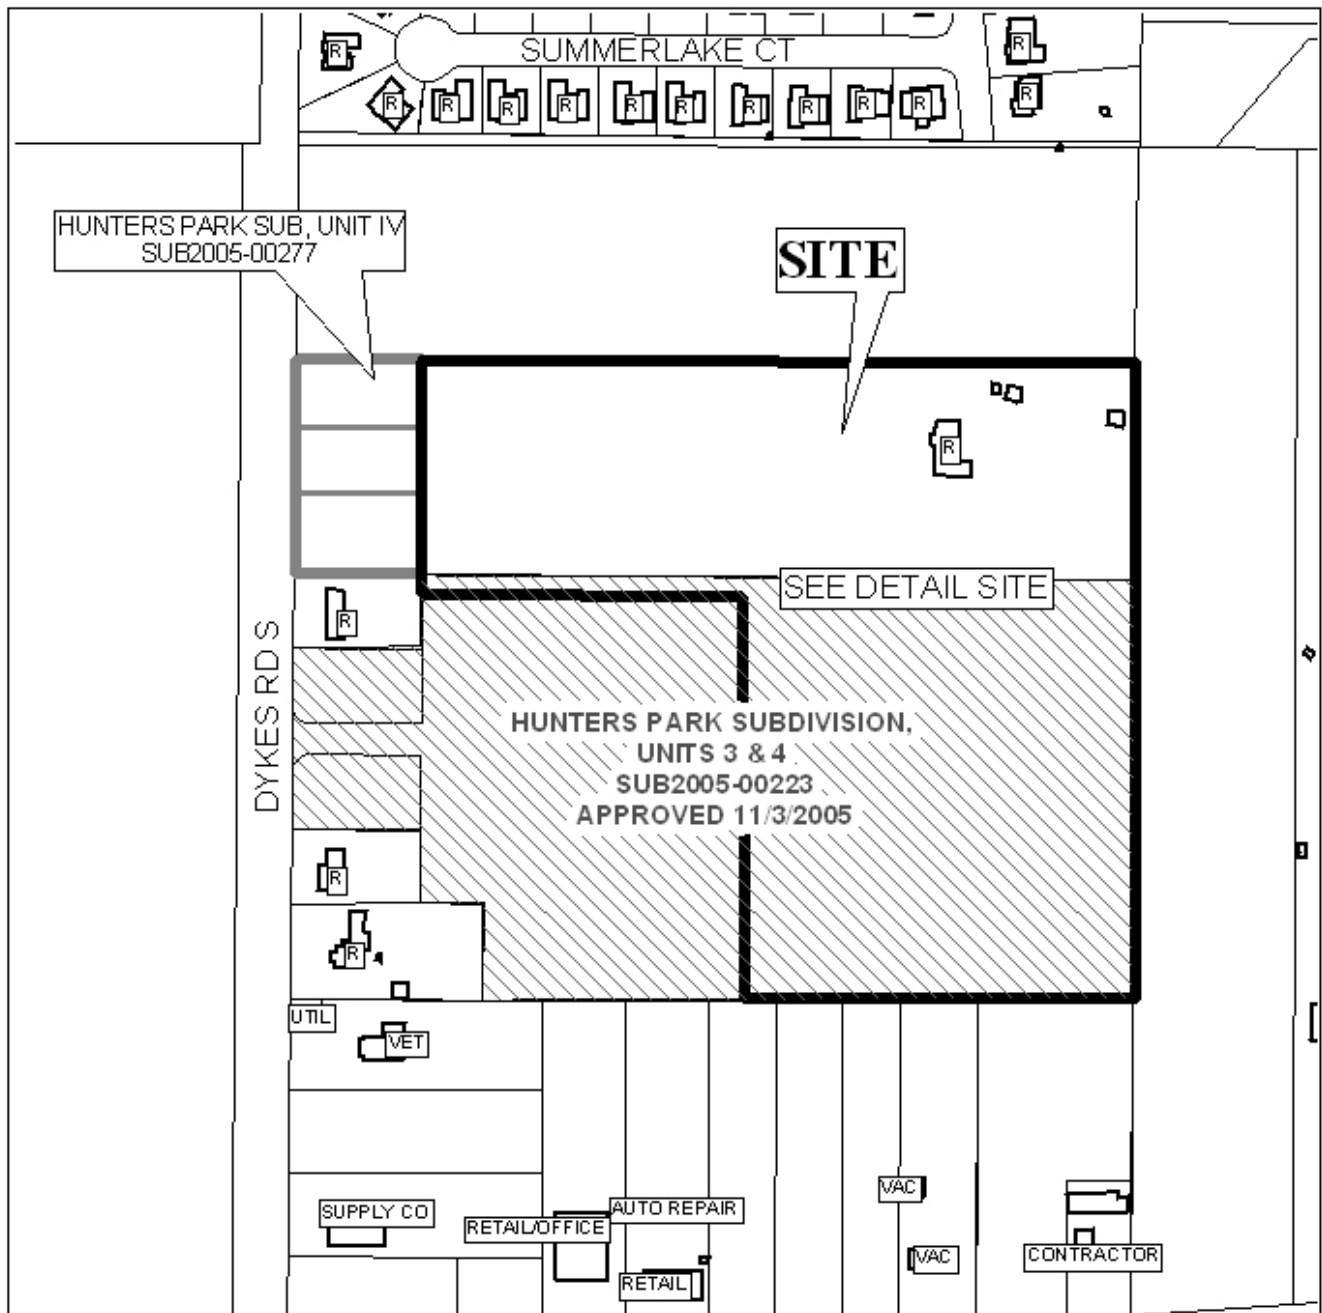 SUMMERLAKE CT
R
R
R
R
R
R
R
R
R
R
R
R
R
HUNTERS PARK SUB, UNIT IV
SUB2005-00277
SITE
R
SEE DETAIL SITE
R
DYKES RD S
HUNTERS PARK SUBDIVISION,
UNITS 3 & 4
SUB2005-00223
APPROVED 11/3/2005
R
R
UTIL
VET
VAC
SUPPLY CO
AUTO REPAIR
RETAIL/OFFICE
VAC
CONTRACTOR
RETAIL